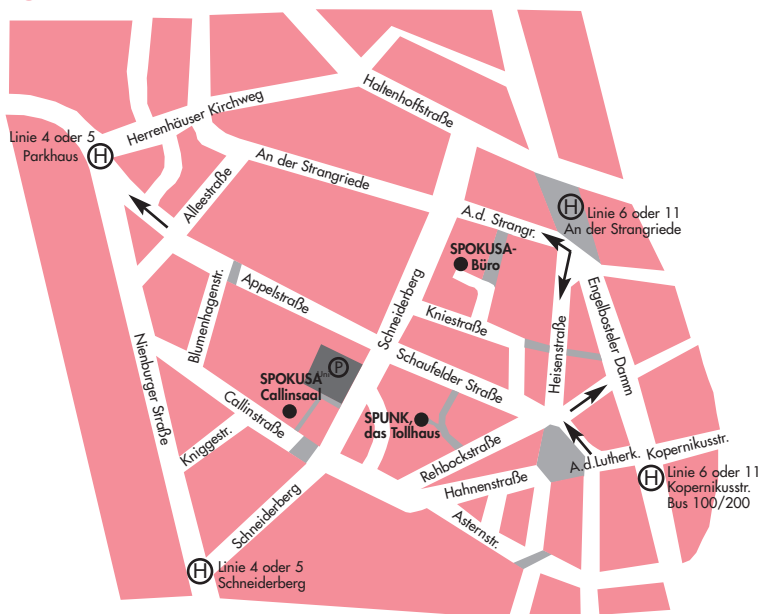 Haltenhoffstraße
Herrenhäuser Kirchweg
Linie 4 oder 5
Parkhaus
H
An der Strangriede
Alleestraße
A.d. Strangr.
H
Linie 6 oder 11
An der Strangriede
SPOKUSA-
Büro
Schneiderberg
Engelbosteler Damm
Blumenhagenstr.
Appelstraße
Kniestraße
Heisenstraße
Nienburger Straße
P
Schaufelder Straße
SPOKUSA
Callinsaal
Callinstraße
SPUNK,
das Tollhaus
Kniggestr.
Rehbockstraße
A.d.Lutherk.
Kopernikusstr.
H
Linie 6 oder 11
Kopernikusstr.
Bus 100/200
Hahnenstraße
Asternstr.
Schneiderberg
H
Linie 4 oder 5
Schneiderberg